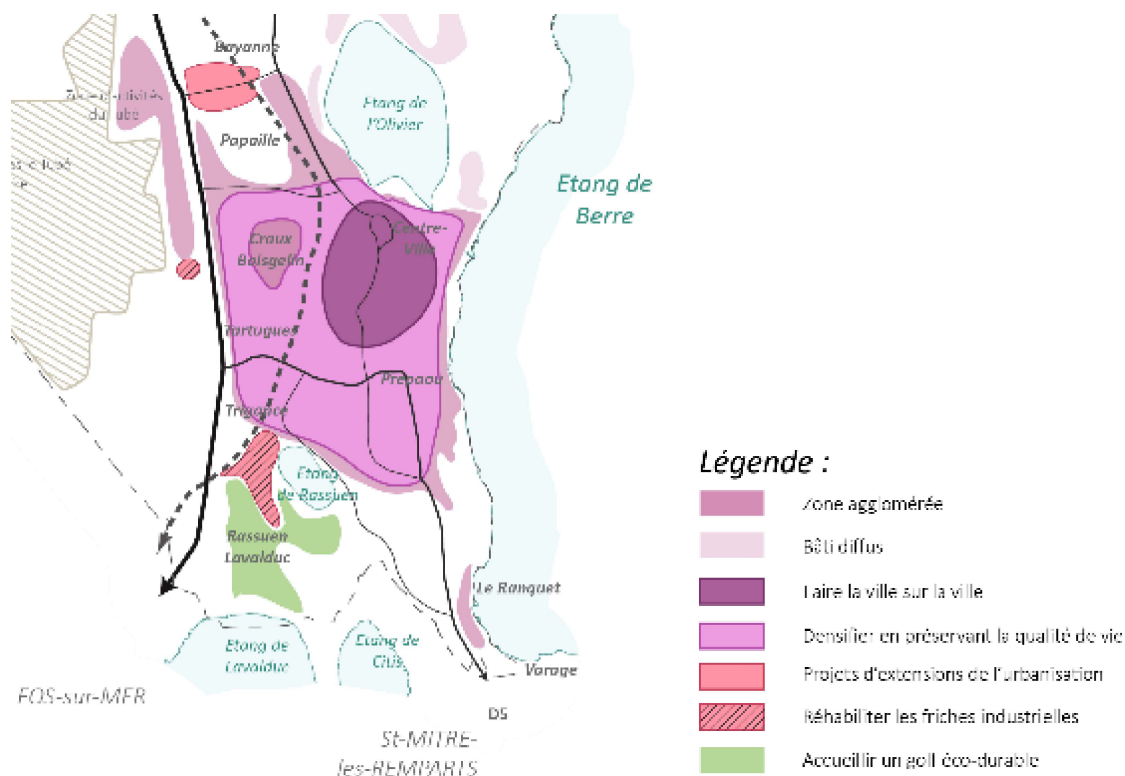 Bayanne
Etang de
l'Olivier
Papaille
Etang de
Berre
Centre-
Ville
Craux
Boisgelin
Tartugues
Prepaou
Trigance
Etang
de Rassuen
Rassuen
Lavalduc
Le Ranquet
Etang de
Lavalduc
Etang de
Citis
Varage
FOS-sur-MER
D5
St-MITRE-
les-REMPARTS
Légende :
Zone agglomérée
Bâti diffus
Faire la ville sur la ville
Densifier en préservant la qualité de vie
Projets d'extensions de l'urbanisation
Réhabiliter les friches industrielles
Accueillir un golf éco-durable